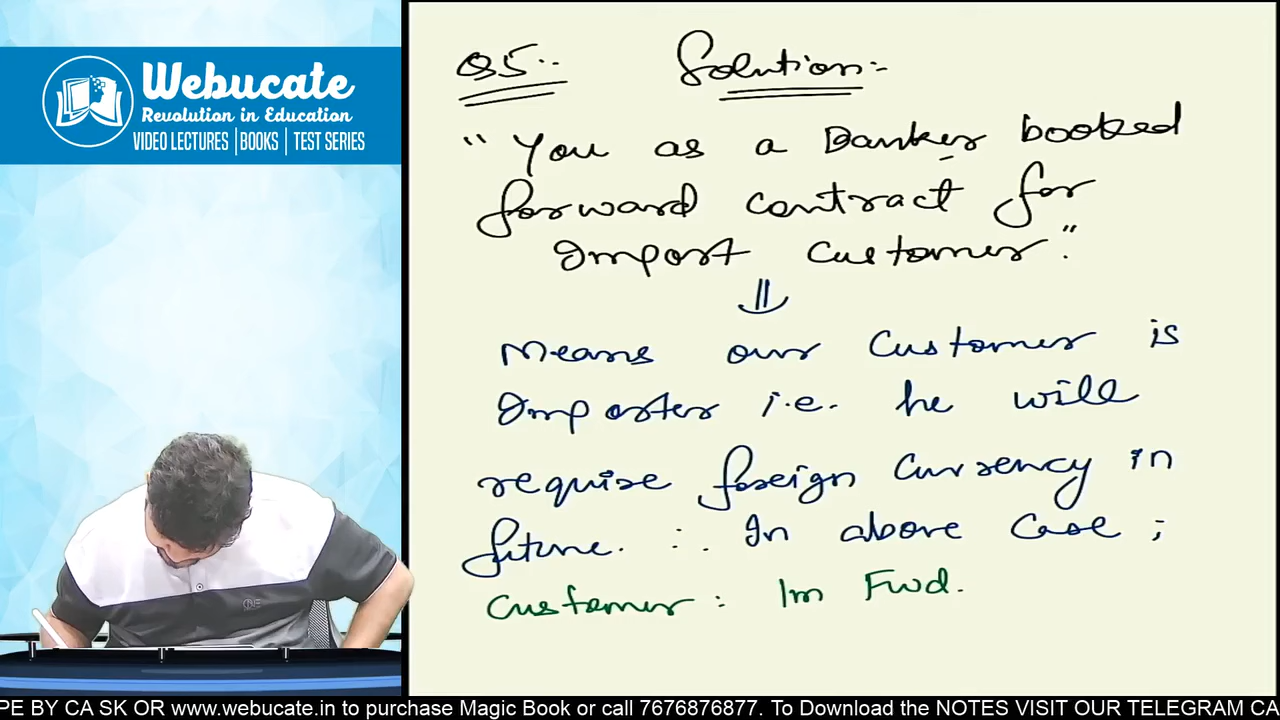 Webucate
Revolution in Education
VIDEO LECTURES | BOOKS | TEST SERIES
Q5:- Solution:-
"You as a Banker booked
forward contract for
Import Customer."
⇓
Means our Customer is
Importer i.e. he will
require foreign Currency in
future. ∴ In above Case ;
Customer : 1m Fwd.
PE BY CA SK OR www.webucate.in to purchase Magic Book or call 7676876877. To Download the NOTES VISIT OUR TELEGRAM CA